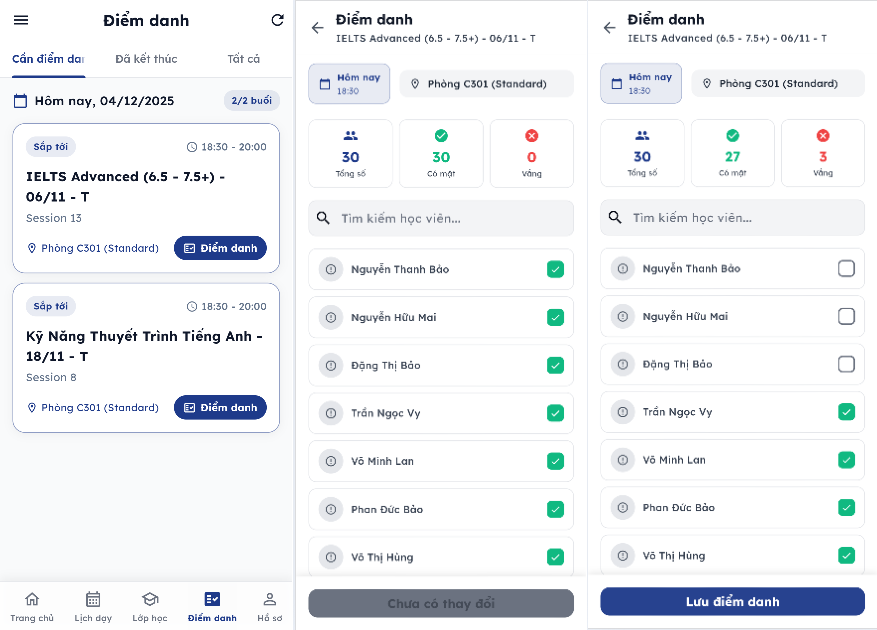 Điểm danh
Cần điểm da
Đã kết thúc
Tất cả
Hôm nay, 04/12/2025
2/2 buổi
Sắp tới
18:30 - 20:00
IELTS Advanced (6.5 - 7.5+) -
06/11 - T
Session 13
Phòng C301 (Standard)
Điểm danh
Sắp tới
18:30 - 20:00
Kỹ Năng Thuyết Trình Tiếng Anh -
18/11 - T
Session 8
Phòng C301 (Standard)
Điểm danh
Trang chủ
Lịch dạy
Lớp học
Điểm danh
Hồ sơ
Điểm danh
IELTS Advanced (6.5 - 7.5+) - 06/11 - T
Hôm nay
18:30
Phòng C301 (Standard)
30
Tổng số
30
Có mặt
0
Vắng
Tìm kiếm học viên...
Nguyễn Thanh Bảo
Nguyễn Hữu Mai
Đặng Thị Bảo
Trần Ngọc Vy
Võ Minh Lan
Phan Đức Bảo
Võ Thị Hùng
Chưa có thay đổi
Điểm danh
IELTS Advanced (6.5 - 7.5+) - 06/11 - T
Hôm nay
18:30
Phòng C301 (Standard)
30
Tổng số
27
Có mặt
3
Vắng
Tìm kiếm học viên...
Nguyễn Thanh Bảo
Nguyễn Hữu Mai
Đặng Thị Bảo
Trần Ngọc Vy
Võ Minh Lan
Phan Đức Bảo
Võ Thị Hùng
Lưu điểm danh